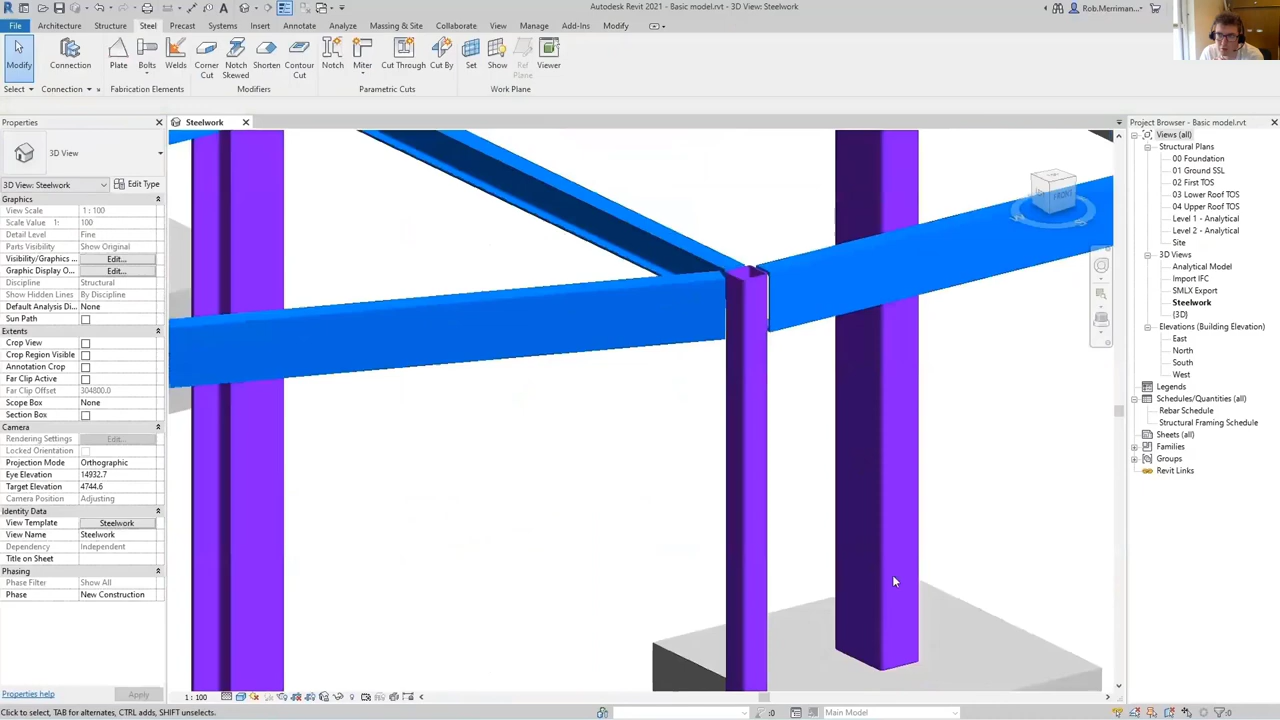 Autodesk Revit 2021 - Basic model.rvt - 3D View: Steelwork
Rob.Merriman...
File Architecture Structure Steel Precast Systems Insert Annotate Analyze Massing & Site Collaborate View Manage Add-Ins Modify
Modify Connection Plate Bolts Welds Corner Cut Notch Skewed Shorten Contour Cut Notch Miter Cut Through Cut By Set Show Ref Plane Viewer
Select Connection Fabrication Elements Modifiers Parametric Cuts Work Plane
Properties
3D View
3D View: Steelwork Edit Type
Graphics
View Scale 1 : 100
Scale Value 1: 100
Detail Level Fine
Parts Visibility Show Original
Visibility/Graphics ... Edit...
Graphic Display O... Edit...
Discipline Structural
Show Hidden Lines By Discipline
Default Analysis Di... None
Sun Path
Extents
Crop View
Crop Region Visible
Annotation Crop
Far Clip Active
Far Clip Offset 304800.0
Scope Box None
Section Box
Camera
Rendering Settings Edit...
Locked Orientation
Projection Mode Orthographic
Eye Elevation 14932.7
Target Elevation 4744.6
Camera Position Adjusting
Identity Data
View Template Steelwork
View Name Steelwork
Dependency Independent
Title on Sheet
Phasing
Phase Filter Show All
Phase New Construction
Properties help Apply
Steelwork
FRONT
Project Browser - Basic model.rvt
Views (all)
Structural Plans
00 Foundation
01 Ground SSL
02 First TOS
03 Lower Roof TOS
04 Upper Roof TOS
Level 1 - Analytical
Level 2 - Analytical
Site
3D Views
Analytical Model
Import IFC
SMLX Export
Steelwork
{3D}
Elevations (Building Elevation)
East
North
South
West
Legends
Schedules/Quantities (all)
Rebar Schedule
Structural Framing Schedule
Sheets (all)
Families
Groups
Revit Links
1 : 100
Click to select, TAB for alternates, CTRL adds, SHIFT unselects.
:0
Main Model
:0